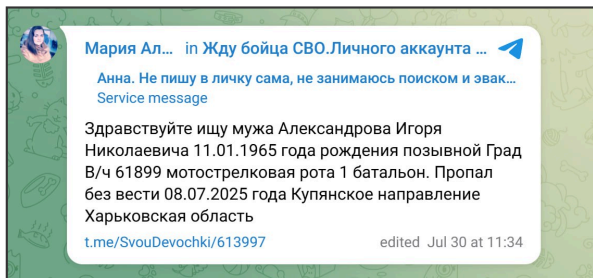 Мария Ал... in Жду бойца СВО.Личного аккаунта ...
Анна. Не пишу в личку сама, не занимаюсь поиском и эвак...
Service message
Здравствуйте ищу мужа Александрова Игоря
Николаевича 11.01.1965 года рождения позывной Град
В/ч 61899 мотострелковая рота 1 батальон. Пропал
без вести 08.07.2025 года Купянское направление
Харьковская область
t.me/SvouDevochki/613997 edited Jul 30 at 11:34